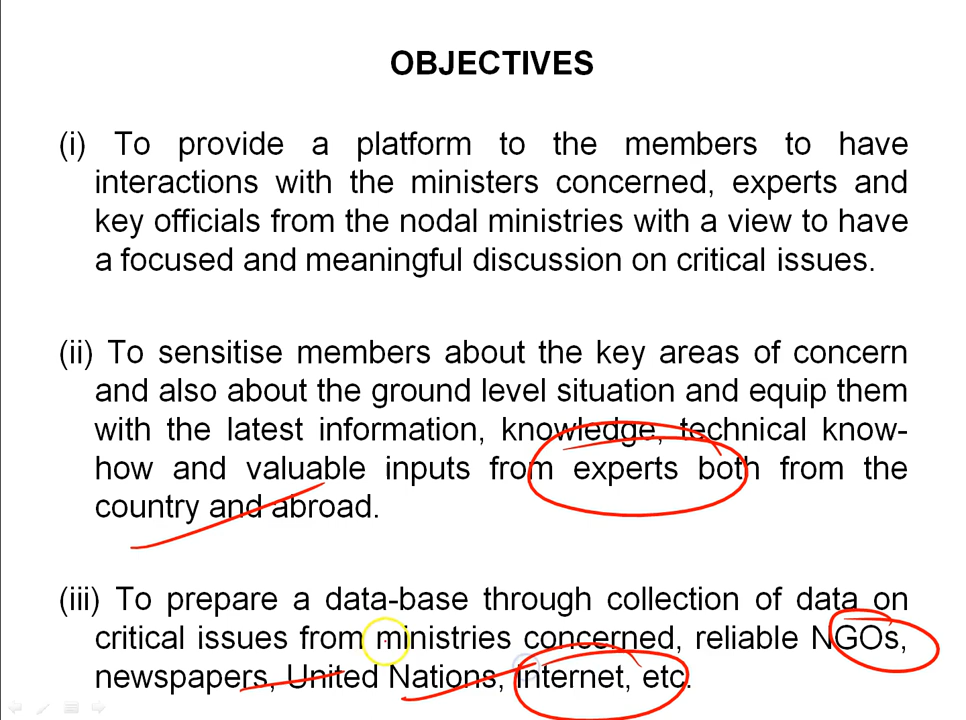 OBJECTIVES
(i) To provide a platform to the members to have
interactions with the ministers concerned, experts and
key officials from the nodal ministries with a view to have
a focused and meaningful discussion on critical issues.
(ii) To sensitise members about the key areas of concern
and also about the ground level situation and equip them
with the latest information, knowledge, technical know-
how and valuable inputs from experts both from the
country and abroad.
(iii) To prepare a data-base through collection of data on
critical issues from ministries concerned, reliable NGOs,
newspapers, United Nations, Internet, etc.